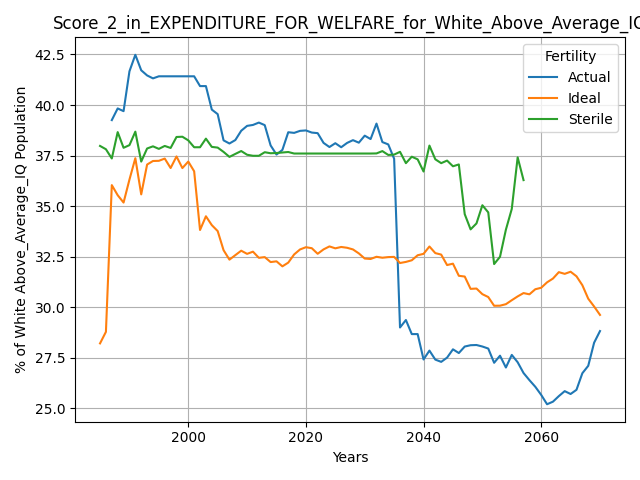 Score_2_in_EXPENDITURE_FOR_WELFARE_for_White_Above_Average_IQ
Fertility
Actual
Ideal
Sterile
% of White Above_Average_IQ Population
42.5
40.0
37.5
35.0
32.5
30.0
27.5
25.0
2000
2020
2040
2060
Years